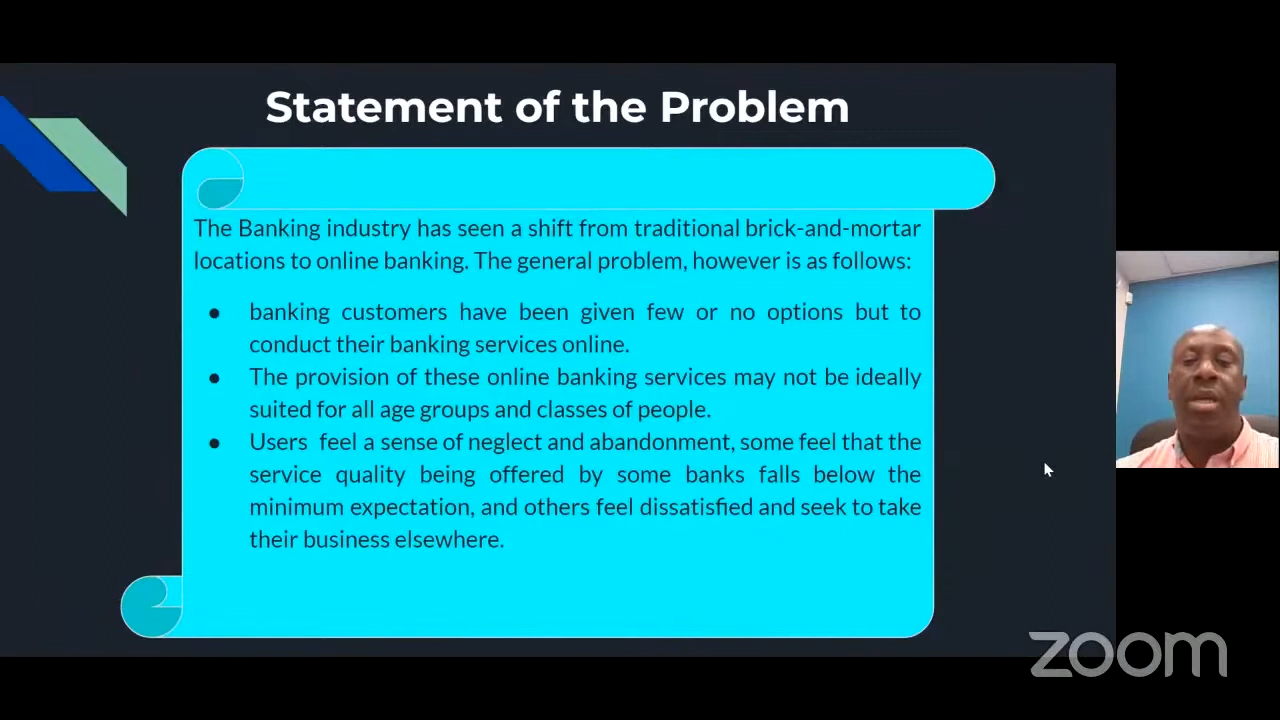 Statement of the Problem
The Banking industry has seen a shift from traditional brick-and-mortar
locations to online banking. The general problem, however is as follows:
● banking customers have been given few or no options but to
conduct their banking services online.
● The provision of these online banking services may not be ideally
suited for all age groups and classes of people.
● Users feel a sense of neglect and abandonment, some feel that the
service quality being offered by some banks falls below the
minimum expectation, and others feel dissatisfied and seek to take
their business elsewhere.
zoom